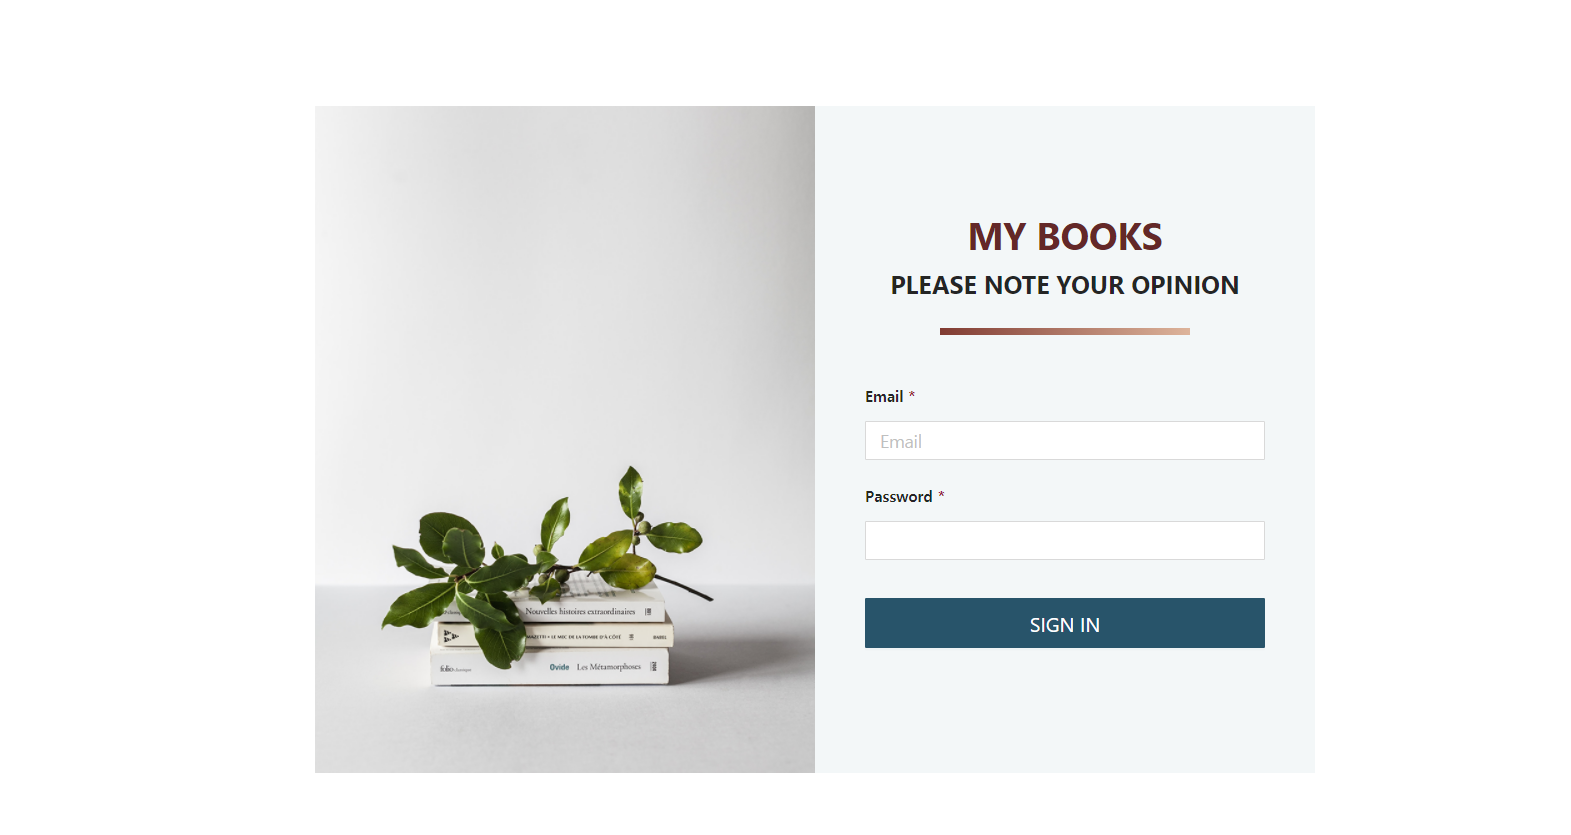 MY BOOKS
PLEASE NOTE YOUR OPINION
Email *
Email
Password *
SIGN IN
Nouvelles histoires extraordinaires
LE MEC DE LA TOMBE D'À CÔTÉ BABEL
folio Ovide Les Métamorphoses